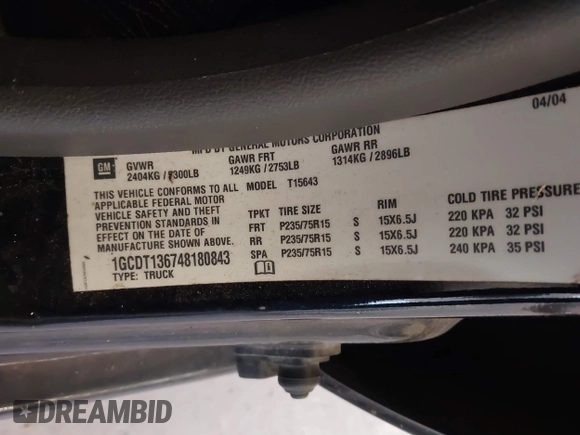 04/04
MFD BY GENERAL MOTORS CORPORATION
GM
GVWR GAWR FRT GAWR RR
2404KG / 300LB 1249KG / 2753LB 1314KG / 2896LB
THIS VEHICLE CONFORMS TO ALL
APPLICABLE FEDERAL MOTOR
VEHICLE SAFETY AND THEFT
PREVENTION STANDARDS IN
EFFECT ON THE DATE OF
MANUFACTURE SHOWN ABOVE.
1GCDT136748180843
TYPE: TRUCK
MODEL T15643
TPKT TIRE SIZE RIM COLD TIRE PRESSURE
FRT P235/75R15 S 15X6.5J 220 KPA 32 PSI
RR P235/75R15 S 15X6.5J 220 KPA 32 PSI
SPA P235/75R15 S 15X6.5J 240 KPA 35 PSI
DREAMBID